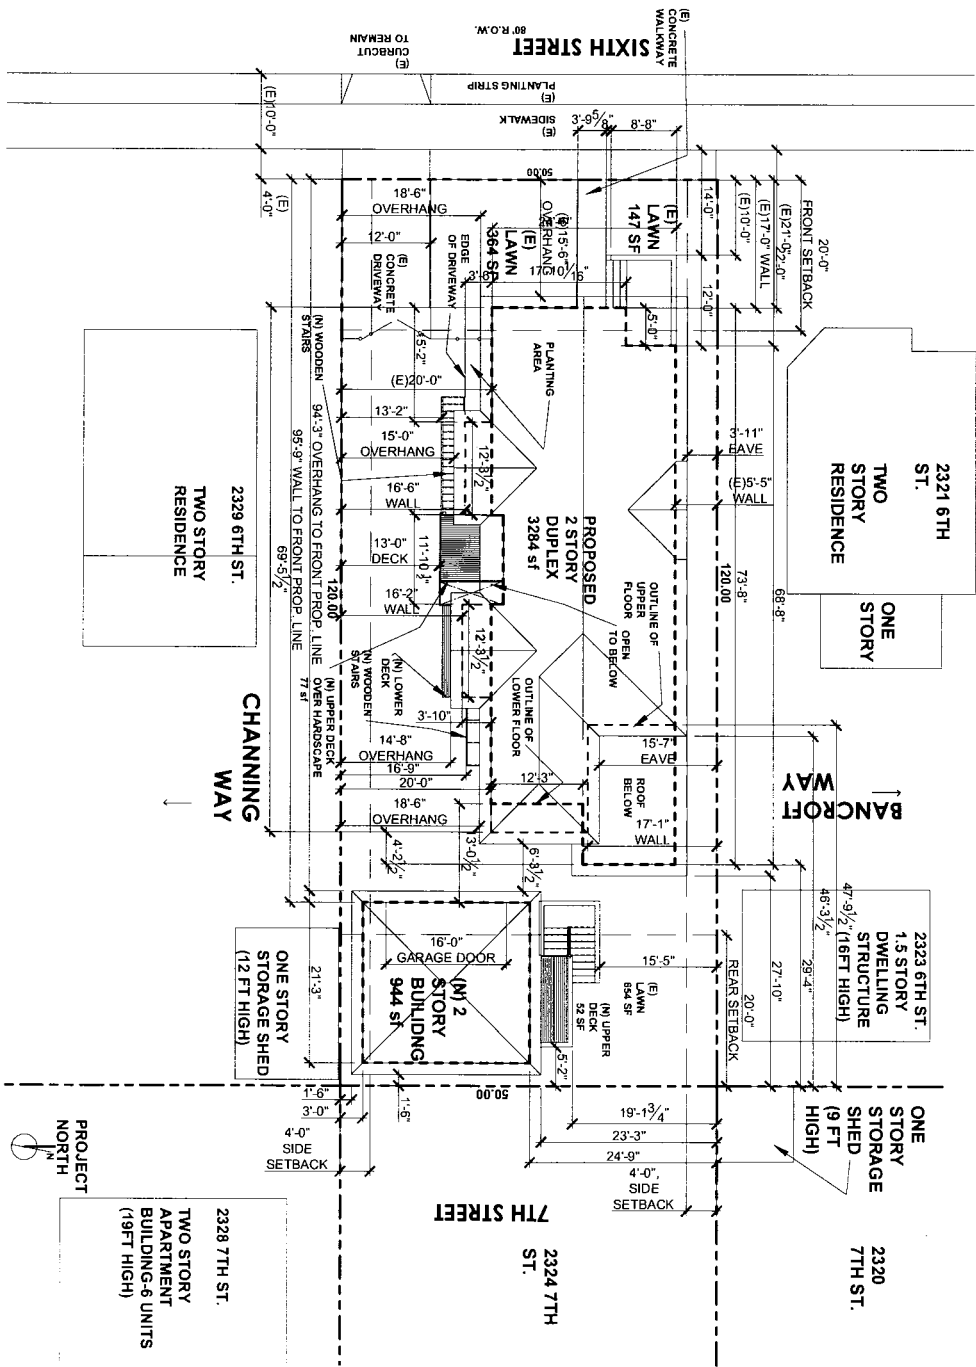 SIXTH STREET
80' R.O.W.
(E)
CONCRETE
WALKWAY
(E)
CURBCUT
TO REMAIN
(E)
PLANTING STRIP
(E)
SIDEWALK
(E)10'-0"
3'-9 5/8"
8'-8"
50.00
(E)
4'-0"
18'-6"
OVERHANG
12'-0"
(E)
CONCRETE
DRIVEWAY
EDGE
OF DRIVEWAY
(E)
LAWN
364 SF
3'-6"
(E)15'-6"
OVERHANG
17'-10 1/16"
(E)
LAWN
147 SF
14'-0"
12'-0"
5'-0"
(E)10'-0"
(E)17'-0" WALL
(E)21'-6"
22'-0"
20'-0"
FRONT SETBACK
(N) WOODEN
STAIRS
15'-2"
(E)20'-0"
PLANTING
AREA
13'-2"
15'-0"
OVERHANG
12'-3 1/2"
16'-6"
WALL
13'-0"
DECK
11'-10 1/2"
16'-2"
WALL
12'-3 1/2"
3'-11"
EAVE
(E)5'-5"
WALL
120.00
73'-8"
68'-8"
2321 6TH
ST.
TWO
STORY
RESIDENCE
ONE
STORY
PROPOSED
2 STORY
DUPLEX
3284 sf
OUTLINE OF
UPPER
FLOOR
OPEN
TO BELOW
OUTLINE OF
LOWER FLOOR
2329 6TH ST.
TWO STORY
RESIDENCE
94'-3" OVERHANG TO FRONT PROP. LINE
95'-9" WALL TO FRONT PROP. LINE
69'-5 1/2"
120.00
(N) LOWER
DECK
(N) WOODEN
STAIRS
(N) UPPER DECK
OVER HARDSCAPE
77 sf
3'-10"
14'-8"
OVERHANG
16'-9"
20'-0"
18'-6"
OVERHANG
12'-3"
15'-7"
EAVE
ROOF
BELOW
17'-1"
WALL
CHANNING
WAY
BANCROFT
WAY
4'-2 1/2"
3'-0 1/2"
6'-3 1/2"
47'-9 1/2"
46'-3 1/2"
29'-4"
27'-10"
20'-0"
REAR SETBACK
2323 6TH ST.
1.5 STORY
DWELLING
STRUCTURE
(16FT HIGH)
16'-0"
GARAGE DOOR
(N) 2
STORY
BUILIDNG
944 sf
21'-3"
ONE STORY
STORAGE SHED
(12 FT HIGH)
15'-5"
(E)
LAWN
854 SF
(N) UPPER
DECK
52 SF
5'-2"
50.00
1'-6"
3'-0"
1'-6"
4'-0"
SIDE
SETBACK
19'-1 3/4"
23'-3"
24'-9"
4'-0",
SIDE
SETBACK
ONE
STORY
STORAGE
SHED
(9 FT
HIGH)
PROJECT
NORTH
N
7TH STREET
2328 7TH ST.
TWO STORY
APARTMENT
BUILDING-6 UNITS
(19FT HIGH)
2324 7TH
ST.
2320
7TH ST.